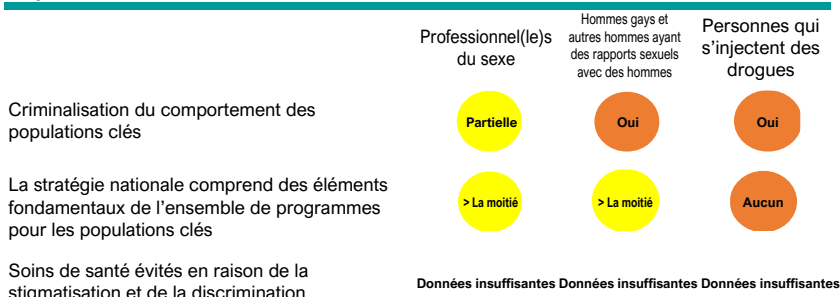 Professionnel(le)s
du sexe
Hommes gays et
autres hommes ayant
des rapports sexuels
avec des hommes
Personnes qui
s'injectent des
drogues
Criminalisation du comportement des
populations clés
Partielle
Oui
Oui
La stratégie nationale comprend des éléments
fondamentaux de l'ensemble de programmes
pour les populations clés
> La moitié
> La moitié
Aucun
Soins de santé évités en raison de la
stigmatisation et de la discrimination
Données insuffisantes Données insuffisantes Données insuffisantes